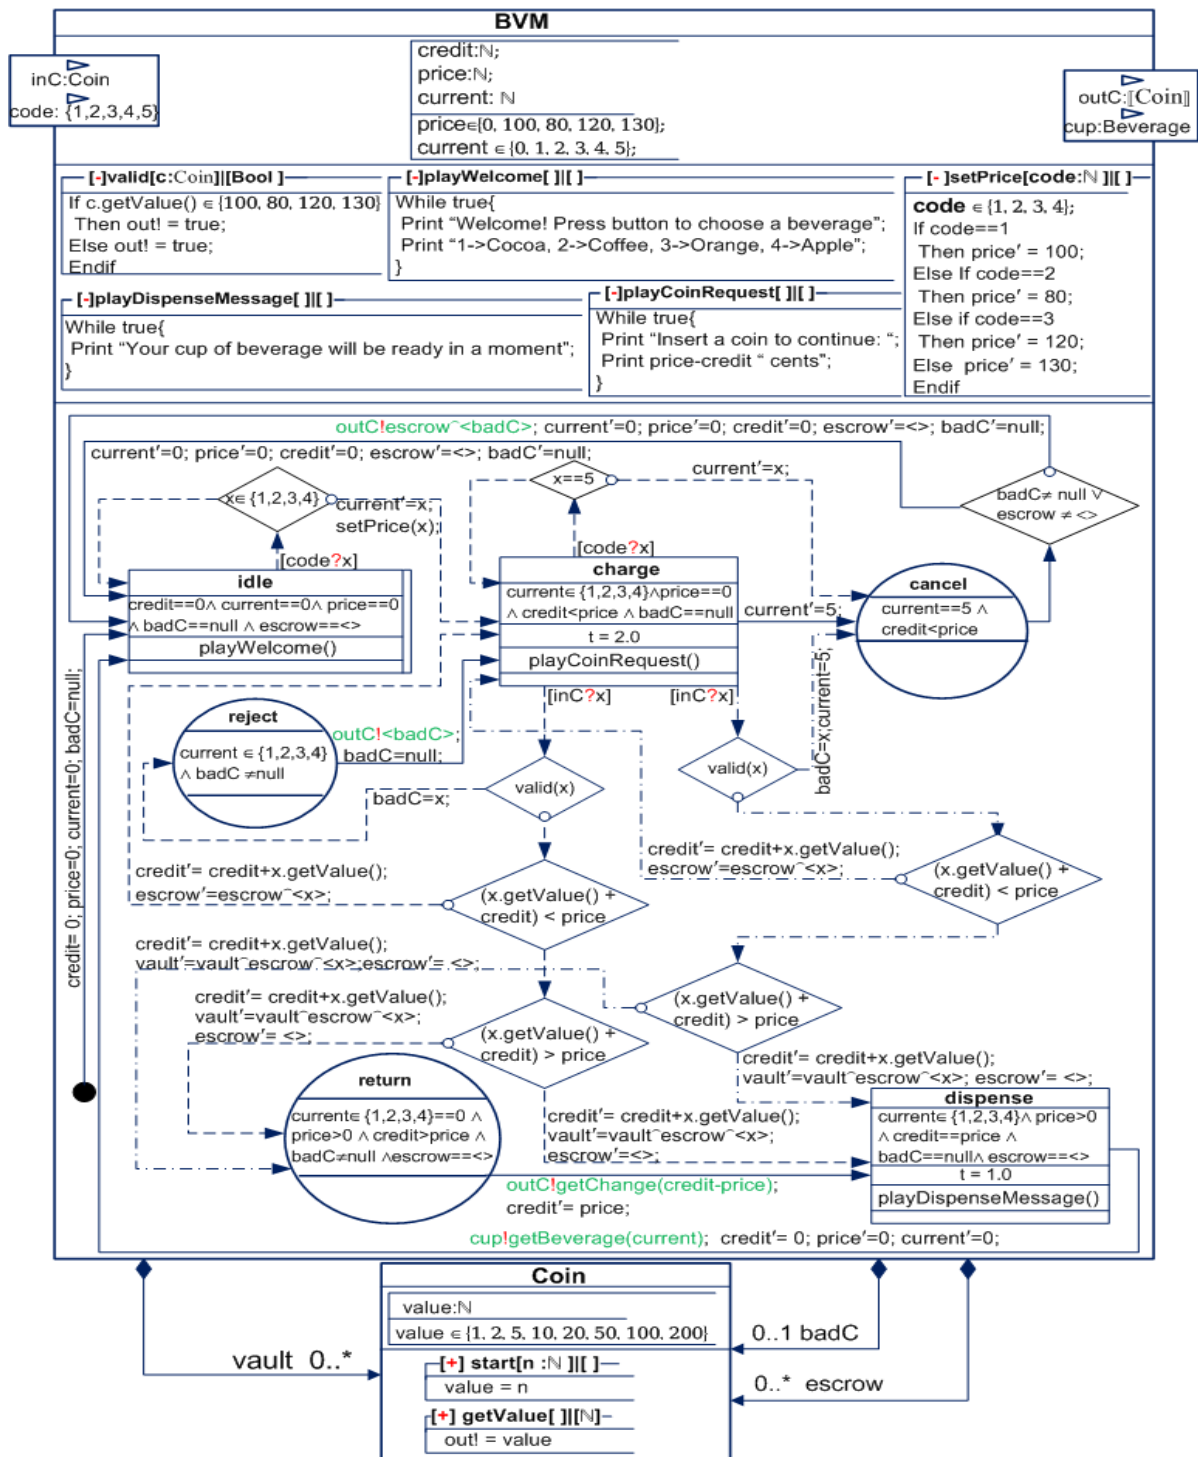 BVM
inC:Coin
code: {1,2,3,4,5}
credit:ℕ;
price:ℕ;
current: ℕ
price∈{0, 100, 80, 120, 130};
current ∈{0, 1, 2, 3, 4, 5};
outC:⟦Coin⟧
cup:Beverage
[-]valid[c:Coin]|[Bool ]
If c.getValue() ∈{100, 80, 120, 130}
Then out! = true;
Else out! = true;
Endif
[-]playWelcome[ ]|[ ]
While true{
Print “Welcome! Press button to choose a beverage”;
Print “1->Cocoa, 2->Coffee, 3->Orange, 4->Apple”;
}
[-]setPrice[code:ℕ ]|[ ]
code ∈{1, 2, 3, 4};
If code==1
Then price′ = 100;
Else If code==2
Then price′ = 80;
Else if code==3
Then price′ = 120;
Else price′ = 130;
Endif
[-]playDispenseMessage[ ]|[ ]
While true{
Print “Your cup of beverage will be ready in a moment”;
}
[-]playCoinRequest[ ]|[ ]
While true{
Print “Insert a coin to continue: “;
Print price-credit “ cents”;
}
outC!escrow⌢<badC>; current′=0; price′=0; credit′=0; escrow′=<>; badC′=null;
current′=0; price′=0; credit′=0; escrow′=<>; badC′=null;
x∈{1,2,3,4}
current′=x;
setPrice(x);
[code?x]
x==5
current′=x;
[code?x]
badC≠ null ∨
escrow ≠ <>
idle
credit==0∧ current==0∧ price==0
∧ badC==null ∧ escrow==<>
playWelcome()
charge
current∈ {1,2,3,4}∧price==0
∧ credit<price ∧ badC==null
t = 2.0
playCoinRequest()
current′=5;
cancel
current==5 ∧
credit<price
[inC?x]
[inC?x]
reject
current ∈ {1,2,3,4}
∧ badC ≠null
outC!<badC>;
badC=null;
badC=x;
valid(x)
valid(x)
badC=x;current=5;
credit= 0; price=0; current=0; badC=null;
credit′= credit+x.getValue();
escrow′=escrow⌢<x>;
(x.getValue() +
credit) < price
credit′= credit+x.getValue();
escrow′=escrow⌢<x>;
(x.getValue() +
credit) < price
credit′= credit+x.getValue();
vault′=vault⌢escrow⌢<x>;escrow′= <>;
credit′= credit+x.getValue();
vault′=vault⌢escrow⌢<x>;
escrow′= <>;
(x.getValue() +
credit) > price
(x.getValue() +
credit) > price
credit′= credit+x.getValue();
vault′=vault⌢escrow⌢<x>; escrow′= <>;
return
current∈ {1,2,3,4}==0 ∧
price>0 ∧ credit>price ∧
badC≠null ∧escrow==<>
credit′= credit+x.getValue();
vault′=vault⌢escrow⌢<x>;
escrow′=<>;
dispense
current∈ {1,2,3,4}∧ price>0
∧ credit==price ∧
badC==null∧ escrow==<>
t = 1.0
playDispenseMessage()
outC!getChange(credit-price);
credit′= price;
cup!getBeverage(current); credit′= 0; price′=0; current′=0;
Coin
value:ℕ
value ∈{1, 2, 5, 10, 20, 50, 100, 200}
[+] start[n :ℕ ]|[ ]
value = n
[+] getValue[ ]|[ℕ]
out! = value
vault 0..*
0..1 badC
0..* escrow